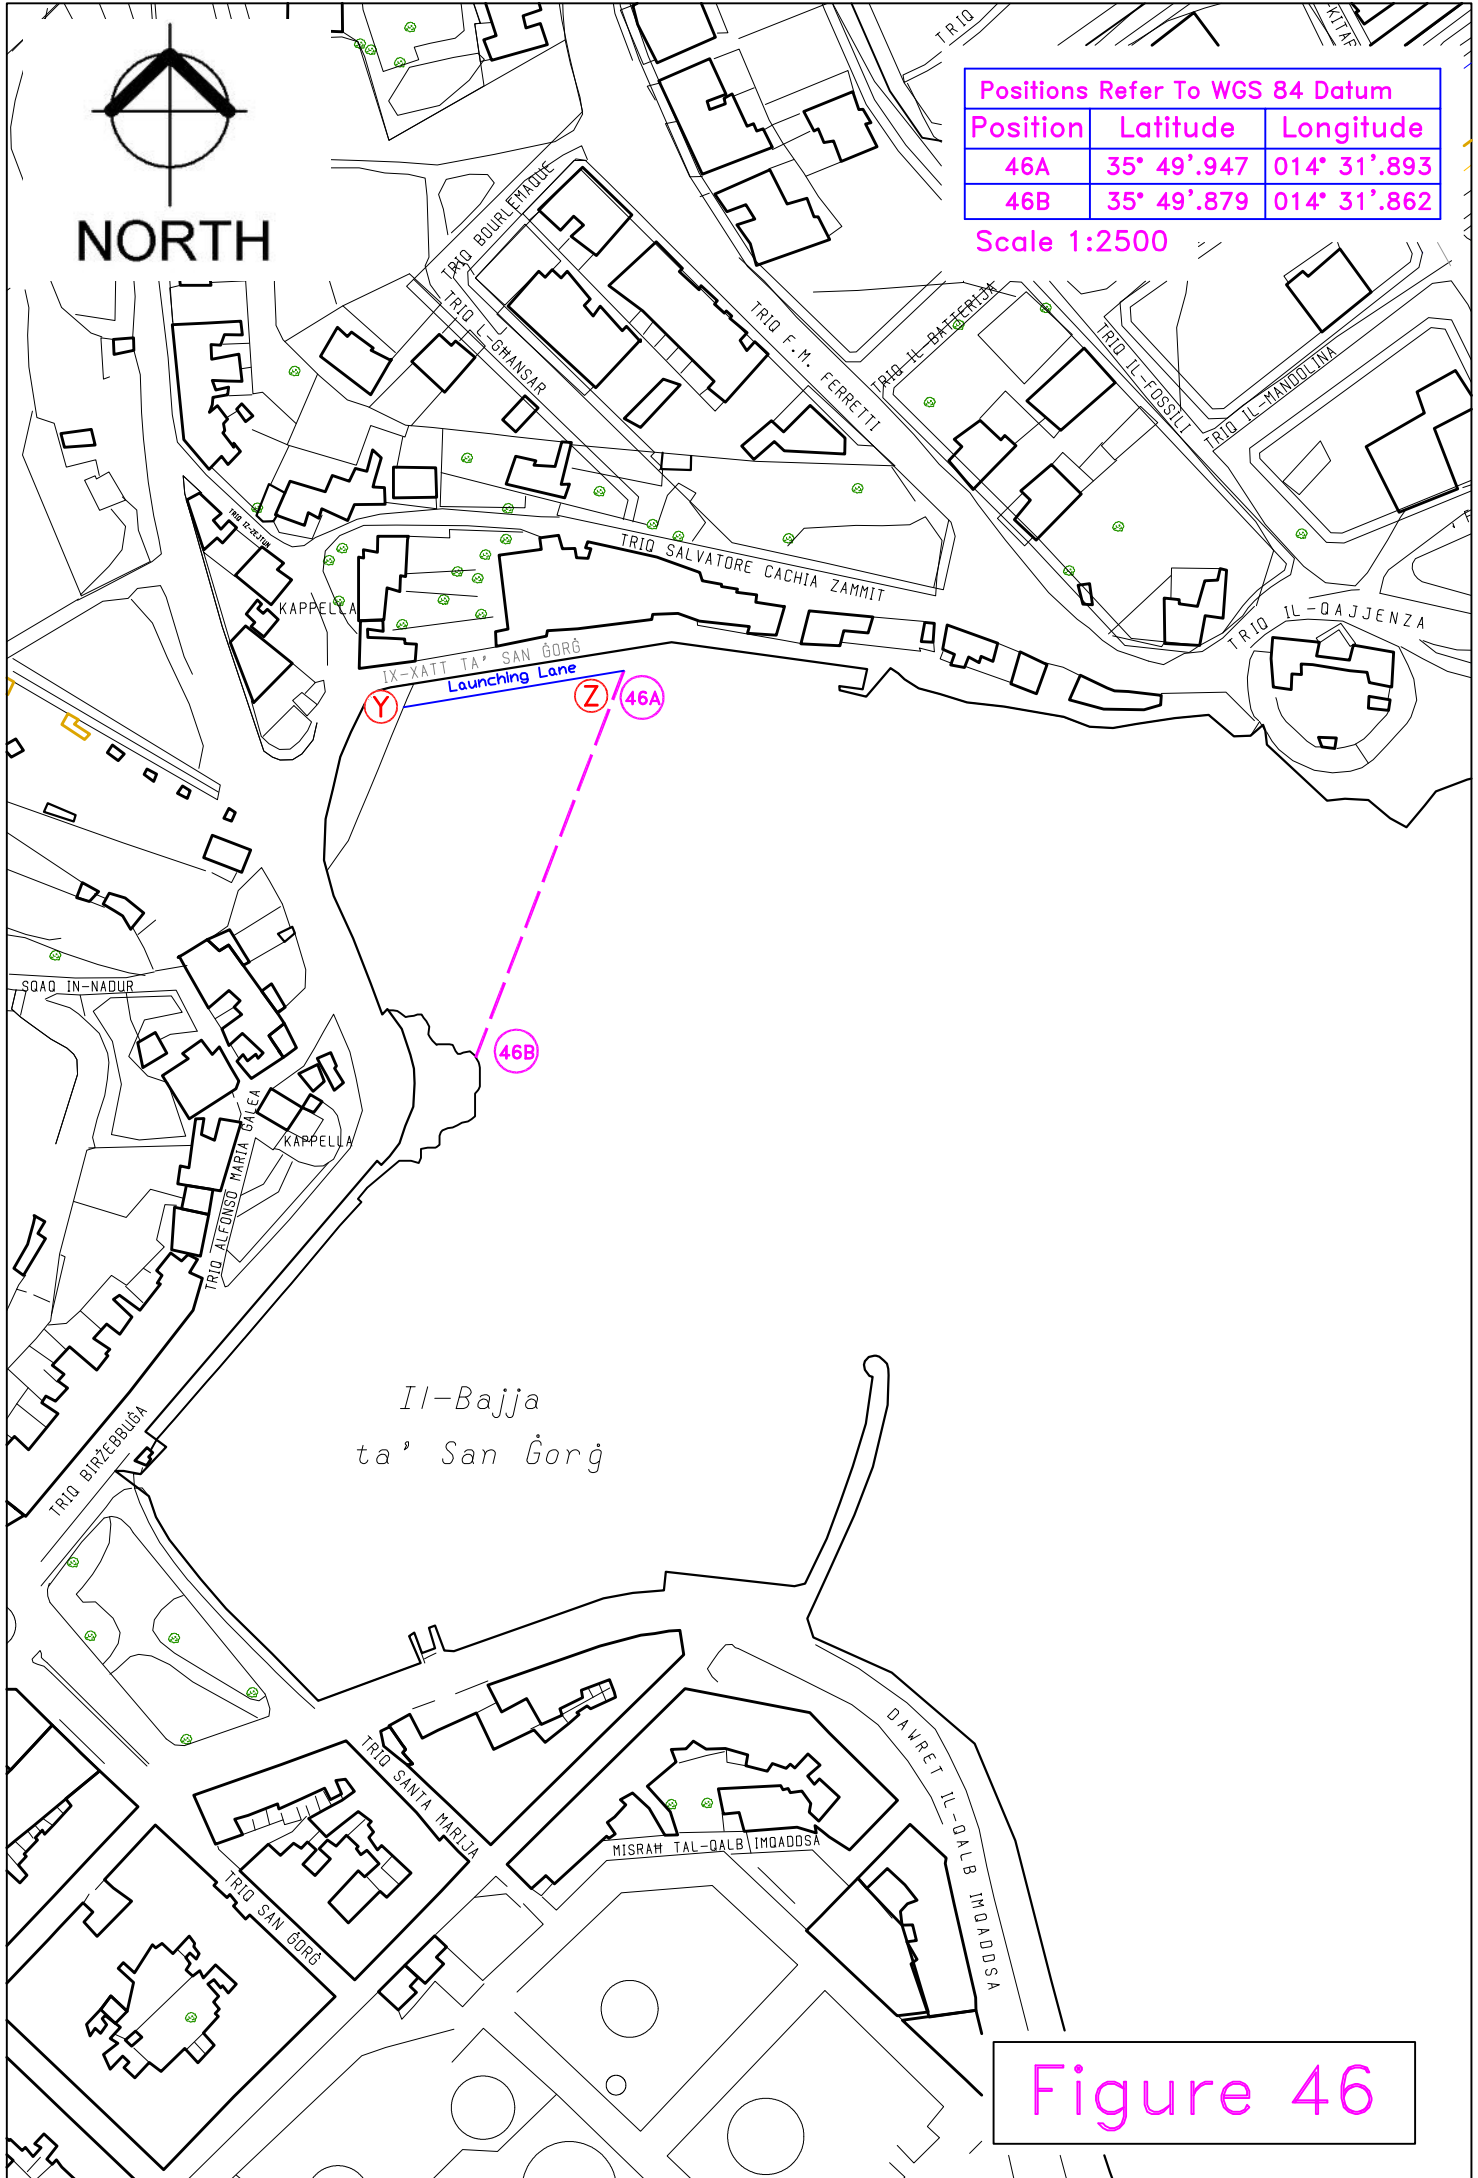 NORTH
TRIQ
Positions Refer To WGS 84 Datum
Position Latitude Longitude
46A 35° 49'.947 014° 31'.893
46B 35° 49'.879 014° 31'.862
Scale 1:2500
TRIQ BOURLEMAQUE
TRIQ L-GĦANSAR
TRIQ F.M. FERRETTI
TRIQ IL BATTERIJA
TRIQ IL-FOSSILI
TRIQ IL-MANDOLINA
TRIQ IZ-ZEJTUN
TRIQ SALVATORE CACHIA ZAMMIT
TRIQ IL-QAJJENZA
KAPPELLA
IX-XATT TA' SAN ĠORĠ
Launching Lane
Y
Z
46A
46B
SQAQ IN-NADUR
KAPPELLA
TRIQ ALFONSO MARIA GALEA
Il-Bajja
ta' San Ġorġ
TRIQ BIRŻEBBUĠA
TRIQ SANTA MARIJA
TRIQ SAN ĠORĠ
MISRAĦ TAL-QALB IMQADDSA
DAWRET IL-QALB IMQADDSA
Figure 46